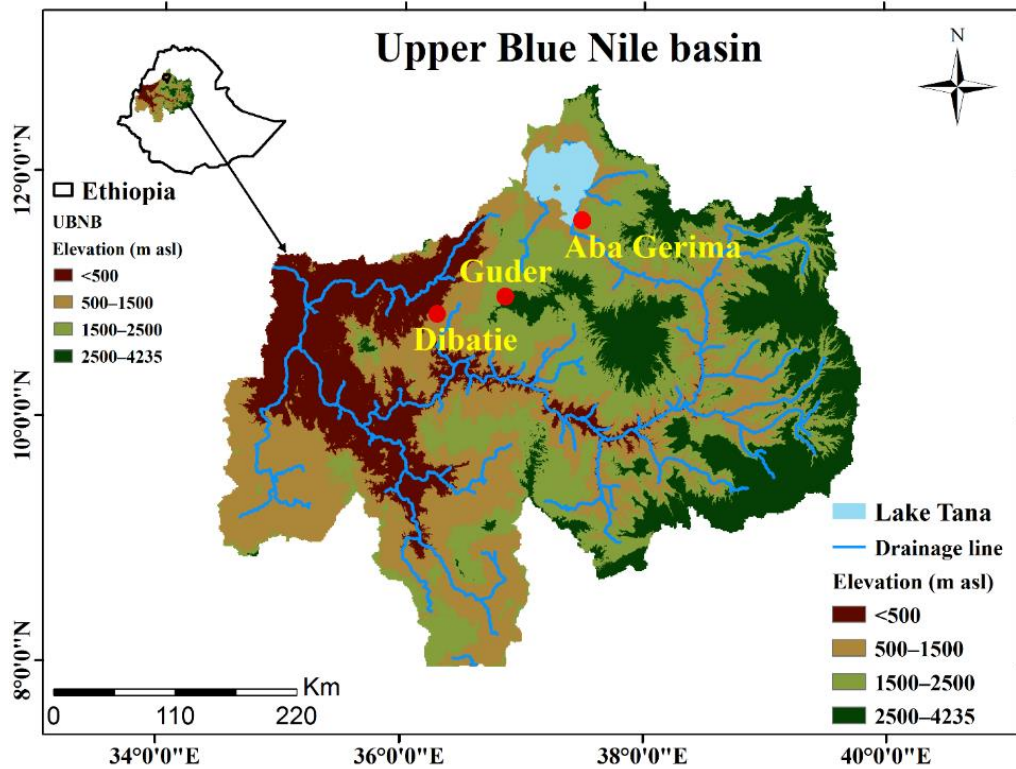 Upper Blue Nile basin
N
Ethiopia
UBNB
Elevation (m asl)
<500
500–1500
1500–2500
2500–4235
Aba Gerima
Guder
Dibatie
Lake Tana
Drainage line
Elevation (m asl)
<500
500–1500
1500–2500
2500–4235
Km
0 110 220
12°0'0"N
10°0'0"N
8°0'0"N
34°0'0"E 36°0'0"E 38°0'0"E 40°0'0"E